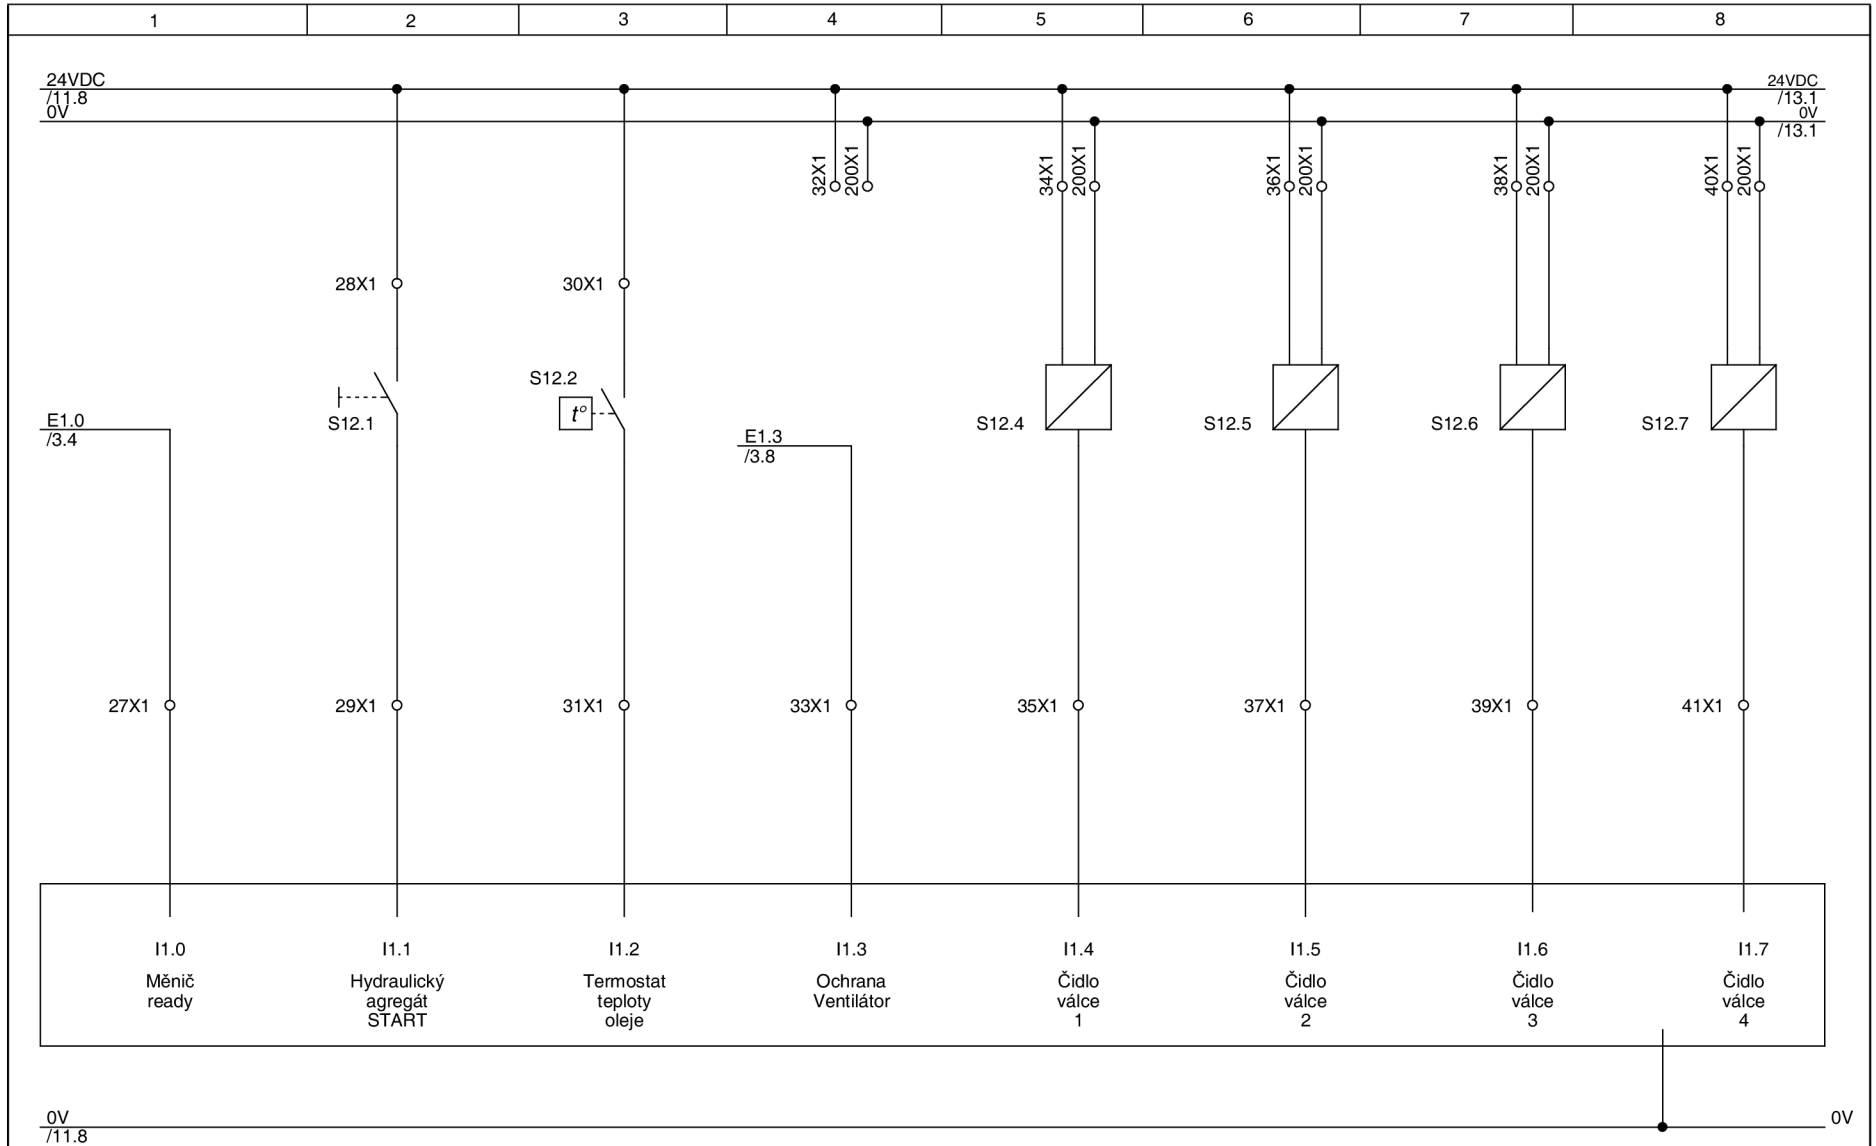 1 2 3 4 5 6 7 8
24VDC 24VDC
/11.8 /13.1
0V 0V
/13.1
32X1 200X1 34X1 200X1 36X1 200X1 38X1 200X1 40X1 200X1
28X1 30X1
S12.2
t°
S12.1 S12.4 S12.5 S12.6 S12.7
E1.0 E1.3
/3.4 /3.8
27X1 29X1 31X1 33X1 35X1 37X1 39X1 41X1
I1.0 I1.1 I1.2 I1.3 I1.4 I1.5 I1.6 I1.7
Měnič Hydraulický Termostat Ochrana Čidlo Čidlo Čidlo Čidlo
ready agregát teploty Ventilátor válce válce válce válce
START oleje 1 2 3 4
0V 0V
/11.8